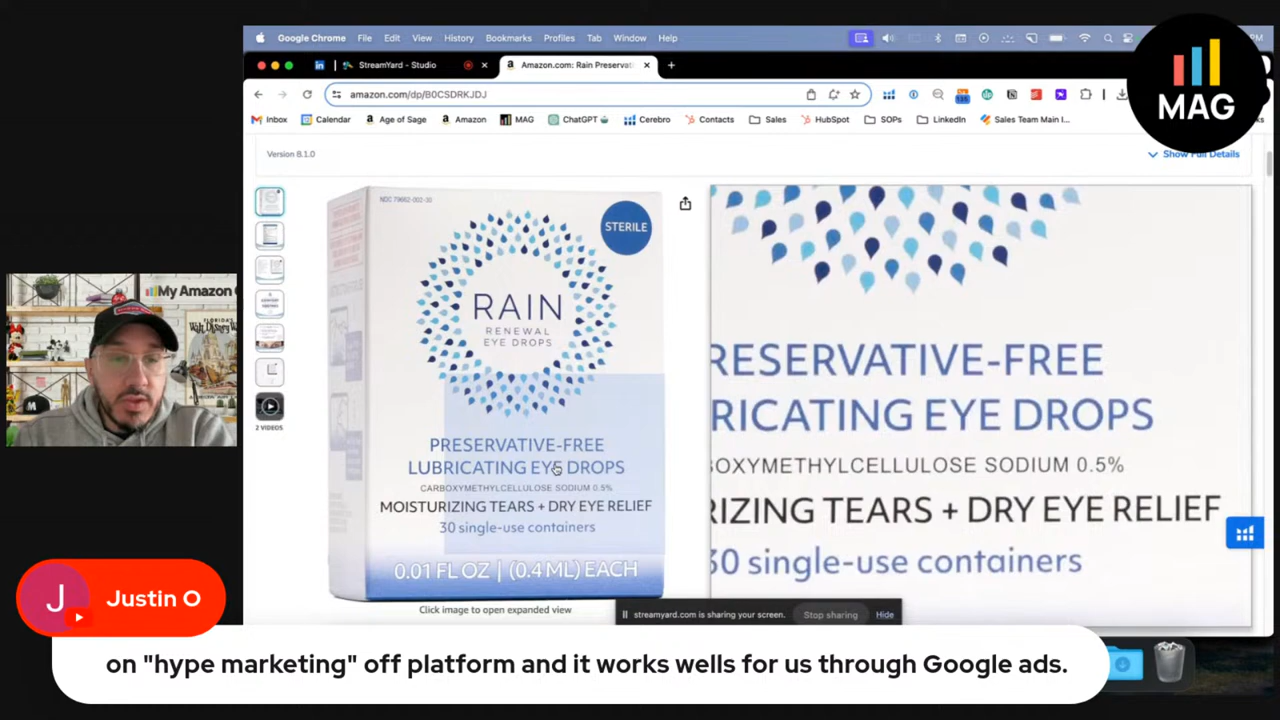 Google Chrome File Edit View History Bookmarks Profiles Tab Window Help
StreamYard - Studio
Amazon.com: Rain Preservati
amazon.com/dp/B0CSDRKJDJ
Inbox Calendar Age of Sage Amazon MAG ChatGPT Cerebro Contacts Sales HubSpot SOPs LinkedIn Sales Team Main I...
MAG
Version 8.1.0
Show Full Details
NDC 79662-002-30
STERILE
RAIN
RENEWAL
EYE DROPS
PRESERVATIVE-FREE
LUBRICATING EYE DROPS
CARBOXYMETHYLCELLULOSE SODIUM 0.5%
MOISTURIZING TEARS + DRY EYE RELIEF
30 single-use containers
0.01 FL OZ | (0.4 ML) EACH
RESERVATIVE-FREE
RICATING EYE DROPS
BOXYMETHYLCELLULOSE SODIUM 0.5%
RIZING TEARS + DRY EYE RELIEF
30 single-use containers
2 VIDEOS
Click image to open expanded view
streamyard.com is sharing your screen. Stop sharing Hide
My Amazon
J
Justin O
on "hype marketing" off platform and it works wells for us through Google ads.